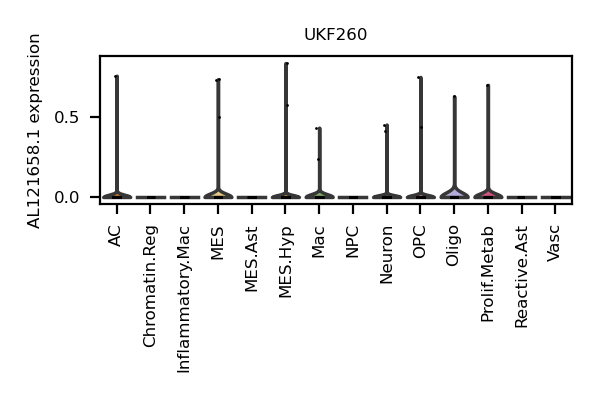 UKF260
AL121658.1 expression
0.5
0.0
AC
Chromatin.Reg
Inflammatory.Mac
MES
MES.Ast
MES.Hyp
Mac
NPC
Neuron
OPC
Oligo
Prolif.Metab
Reactive.Ast
Vasc